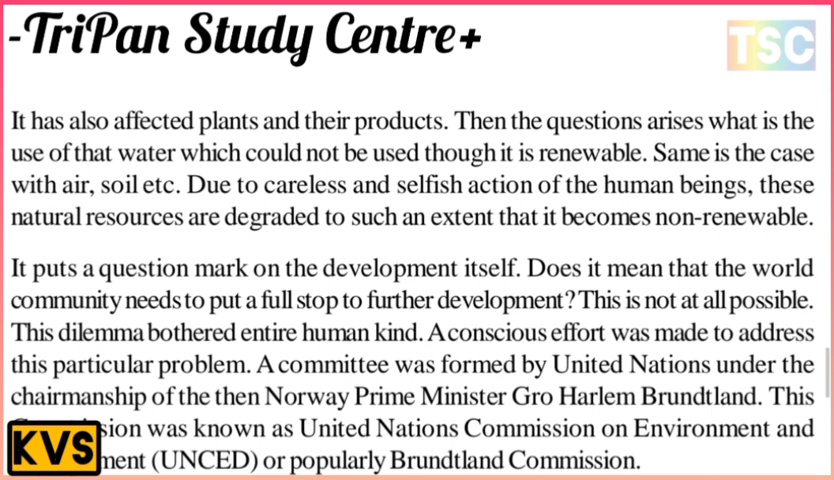 -TriPan Study Centre+
TSC
It has also affected plants and their products. Then the questions arises what is the
use of that water which could not be used though it is renewable. Same is the case
with air, soil etc. Due to careless and selfish action of the human beings, these
natural resources are degraded to such an extent that it becomes non-renewable.
It puts a question mark on the development itself. Does it mean that the world
community needs to put a full stop to further development? This is not at all possible.
This dilemma bothered entire human kind. A conscious effort was made to address
this particular problem. A committee was formed by United Nations under the
chairmanship of the then Norway Prime Minister Gro Harlem Brundtland. This
sion was known as United Nations Commission on Environment and
ment (UNCED) or popularly Brundtland Commission.
KVS